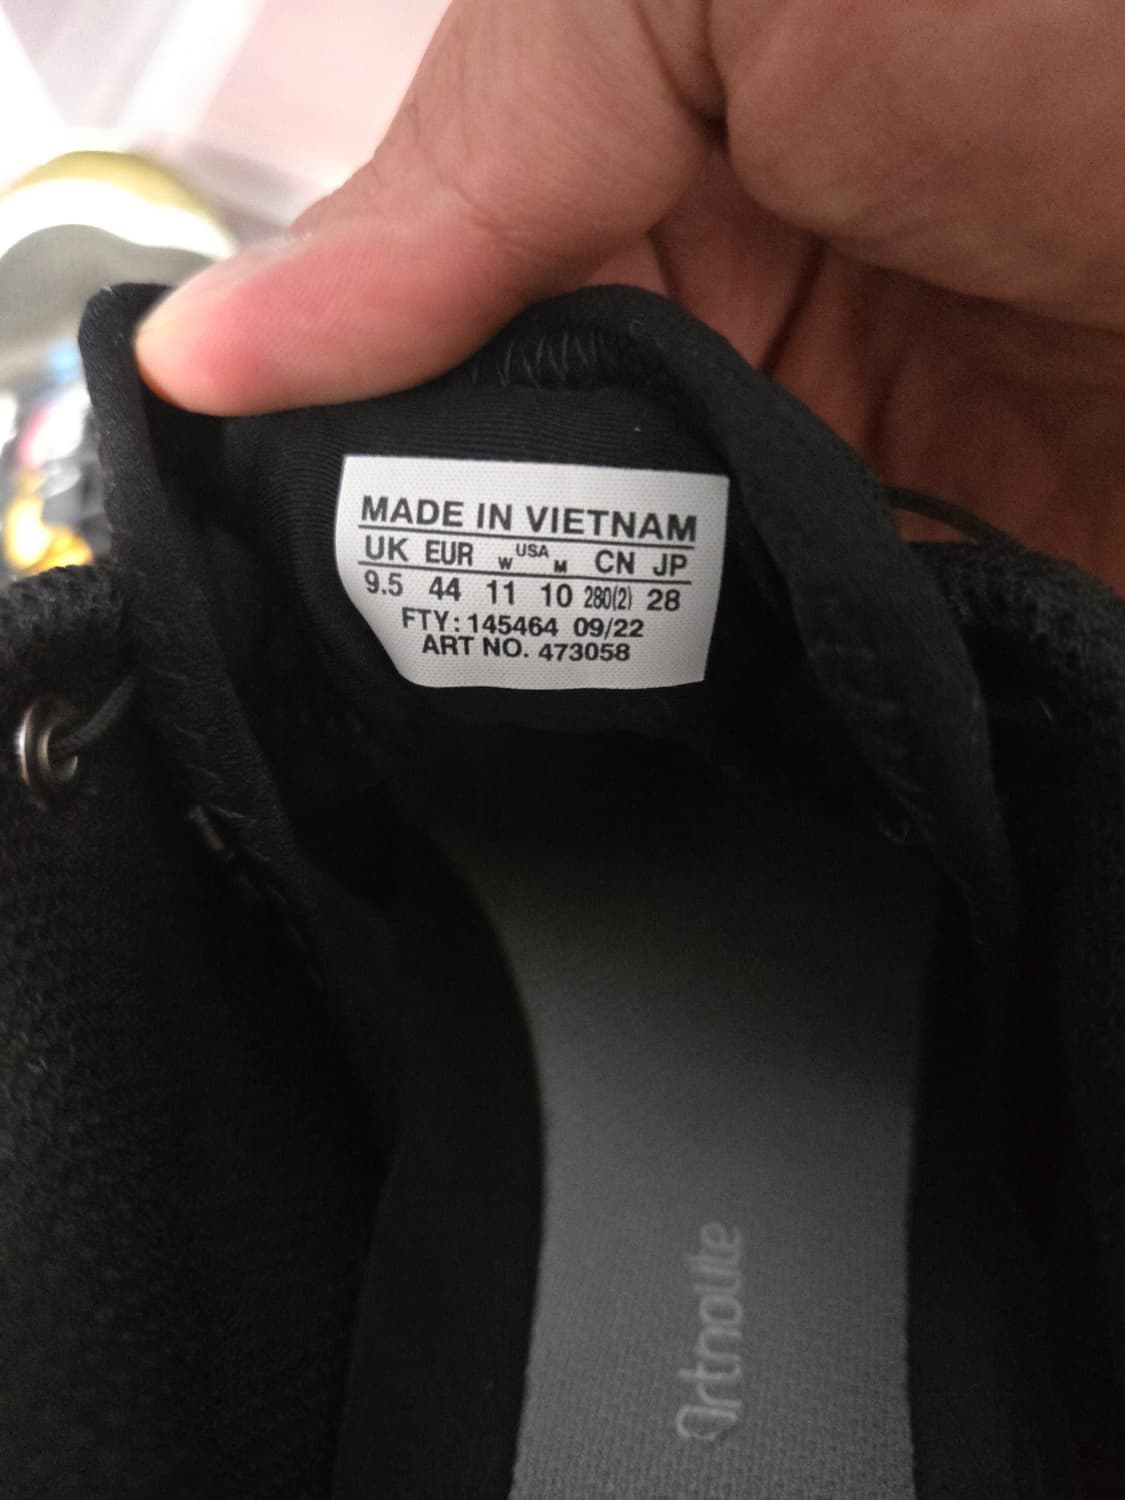 MADE IN VIETNAM
UK EUR W USA M CN JP
9.5 44 11 10 280(2) 28
FTY: 145464 09/22
ART NO. 473058
Ortholite